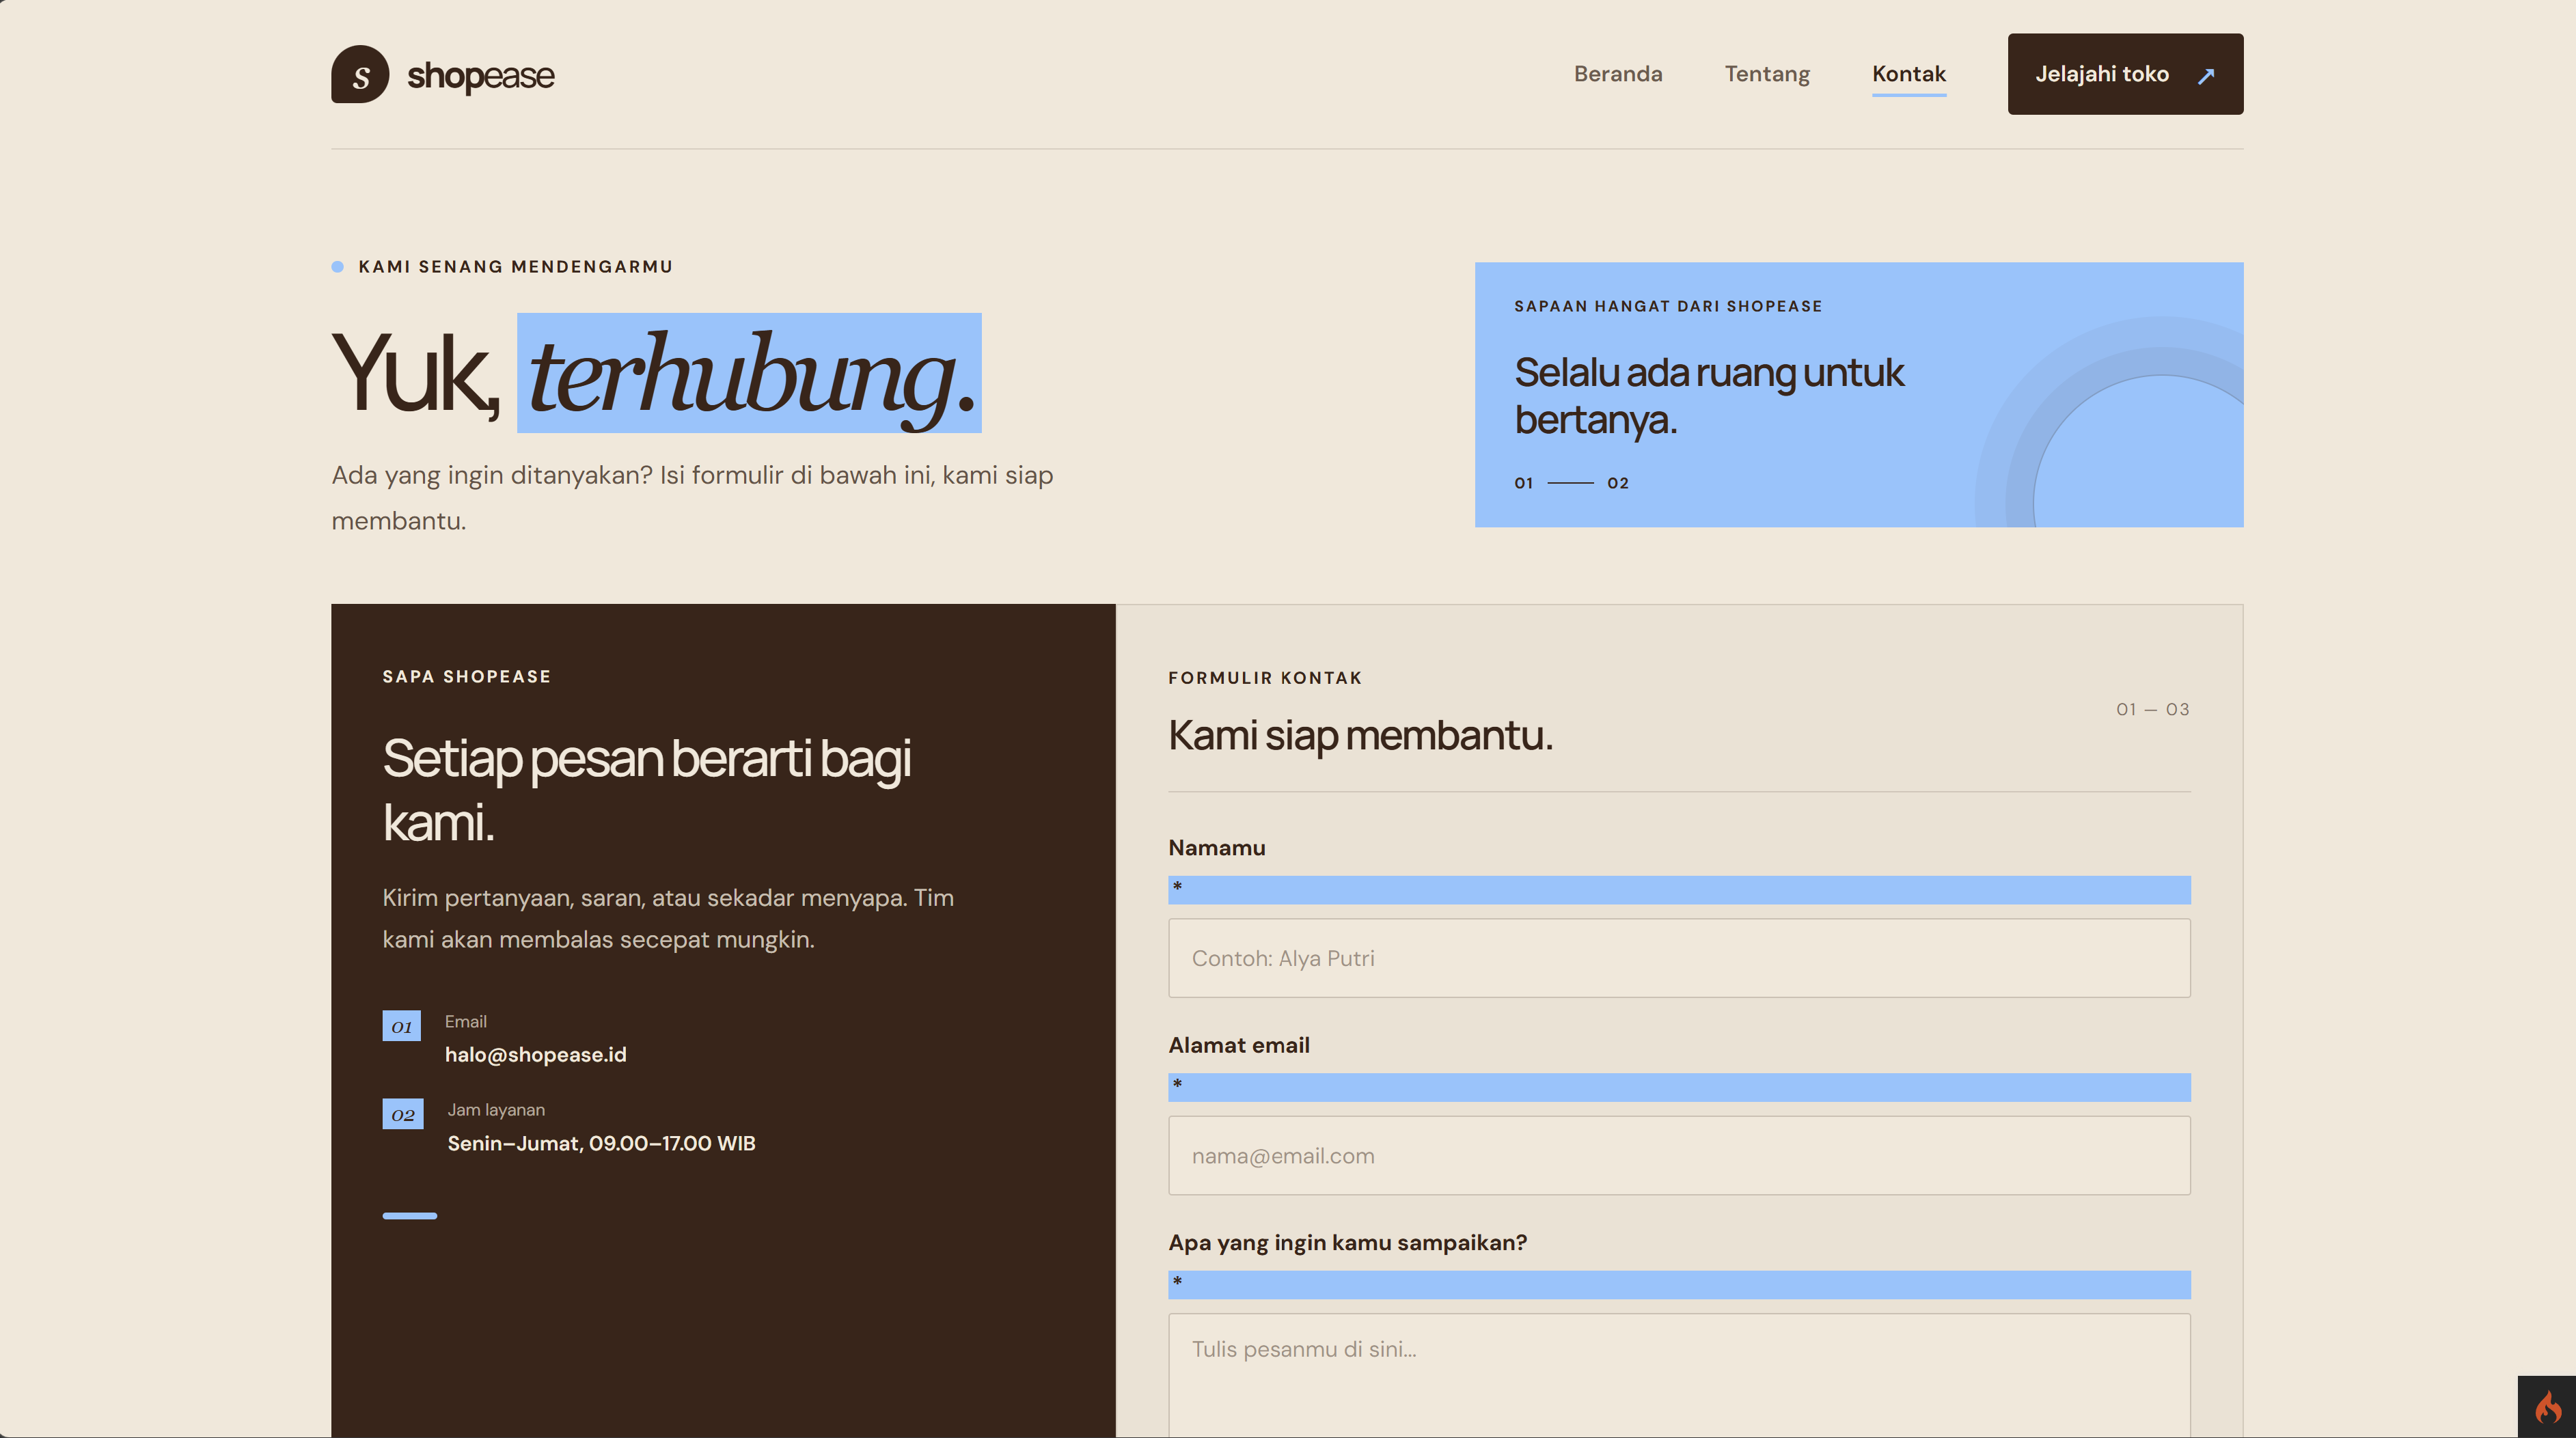 s
shopease
Beranda
Tentang
Kontak
Jelajahi toko ↗
KAMI SENANG MENDENGARMU
Yuk, terhubung.
Ada yang ingin ditanyakan? Isi formulir di bawah ini, kami siap
membantu.
SAPAAN HANGAT DARI SHOPEASE
Selalu ada ruang untuk
bertanya.
01 — 02
SAPA SHOPEASE
Setiap pesan berarti bagi
kami.
Kirim pertanyaan, saran, atau sekadar menyapa. Tim
kami akan membalas secepat mungkin.
01
Email
halo@shopease.id
02
Jam layanan
Senin–Jumat, 09.00–17.00 WIB
FORMULIR KONTAK
Kami siap membantu.
01 — 03
Namamu
*
Contoh: Alya Putri
Alamat email
*
nama@email.com
Apa yang ingin kamu sampaikan?
*
Tulis pesanmu di sini...